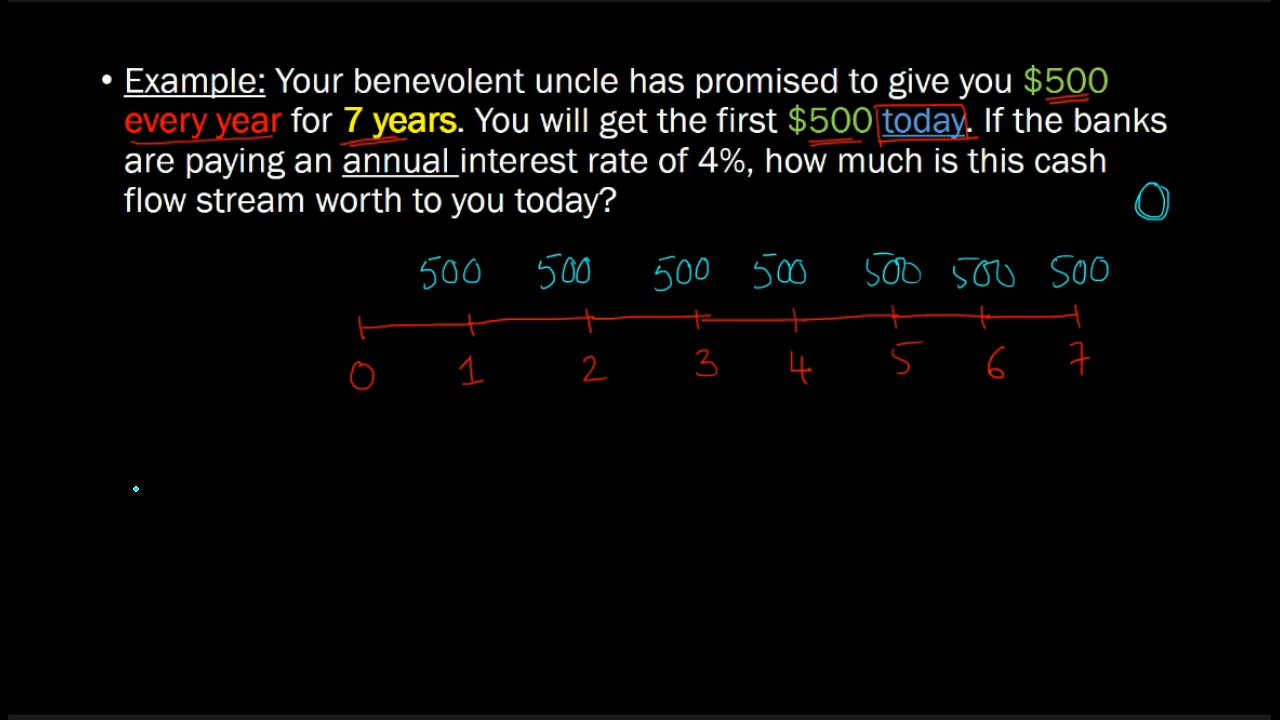 • Example: Your benevolent uncle has promised to give you $500
every year for 7 years. You will get the first $500 today. If the banks
are paying an annual interest rate of 4%, how much is this cash
flow stream worth to you today?
0
500 500 500 500 500 500 500
0 1 2 3 4 5 6 7